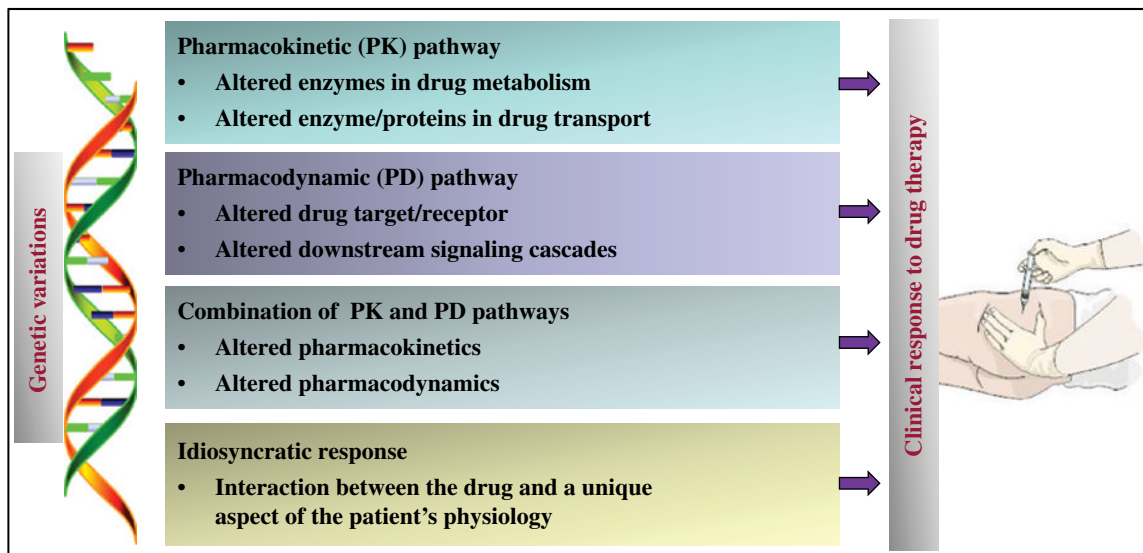 Genetic variations
Pharmacokinetic (PK) pathway
• Altered enzymes in drug metabolism
• Altered enzyme/proteins in drug transport
Pharmacodynamic (PD) pathway
• Altered drug target/receptor
• Altered downstream signaling cascades
Combination of PK and PD pathways
• Altered pharmacokinetics
• Altered pharmacodynamics
Idiosyncratic response
• Interaction between the drug and a unique
aspect of the patient’s physiology
Clinical response to drug therapy